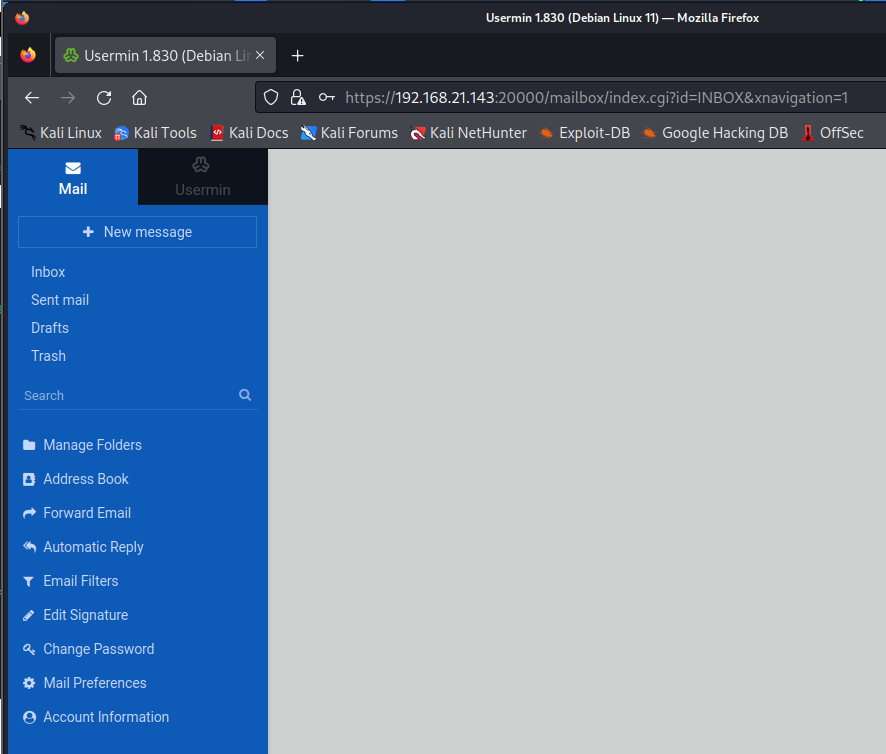 Usermin 1.830 (Debian Linux 11) — Mozilla Firefox
Usermin 1.830 (Debian Li
https://192.168.21.143:20000/mailbox/index.cgi?id=INBOX&xnavigation=1
Kali Linux Kali Tools Kali Docs Kali Forums Kali NetHunter Exploit-DB Google Hacking DB OffSec
Mail Usermin
New message
Inbox
Sent mail
Drafts
Trash
Search
Manage Folders
Address Book
Forward Email
Automatic Reply
Email Filters
Edit Signature
Change Password
Mail Preferences
Account Information